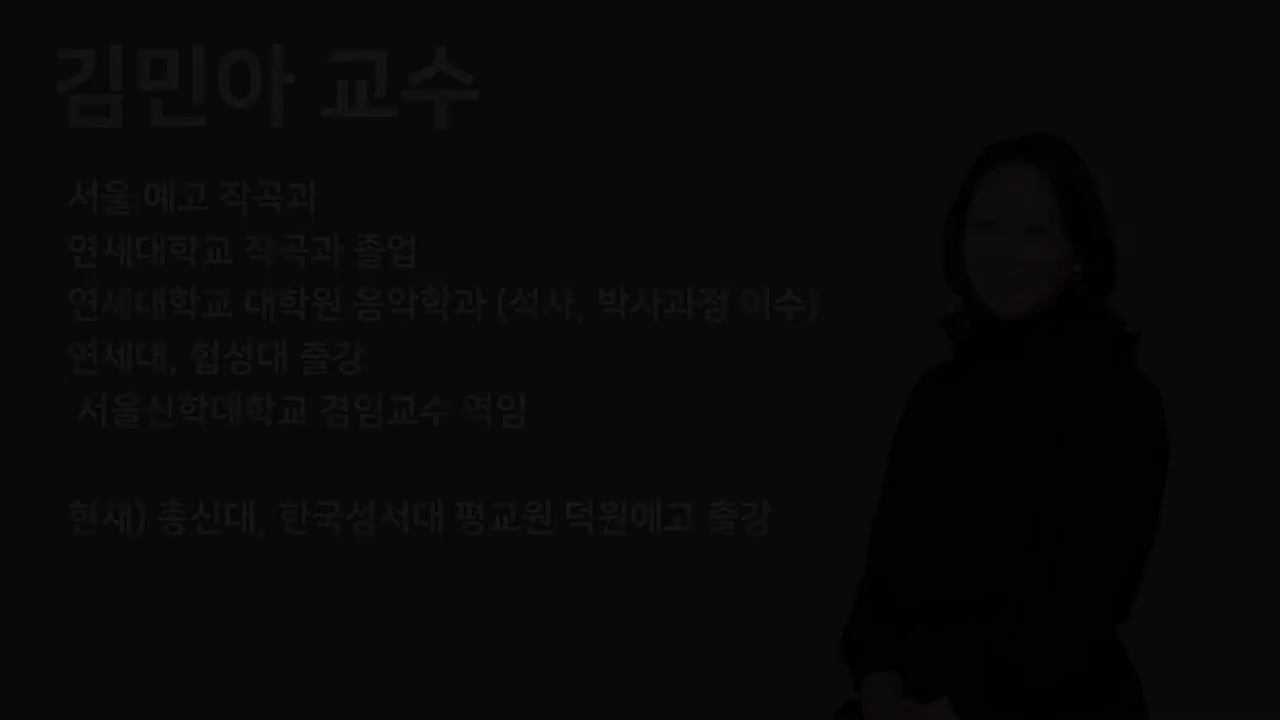 김민아 교수
서울 예고 작곡과
연세대학교 작곡과 졸업
연세대학교 대학원 음악학과 (석사, 박사과정 이수)
연세대, 협성대 출강
서울신학대학교 겸임교수 역임
현재) 총신대, 한국성서대 평교원 덕원예고 출강